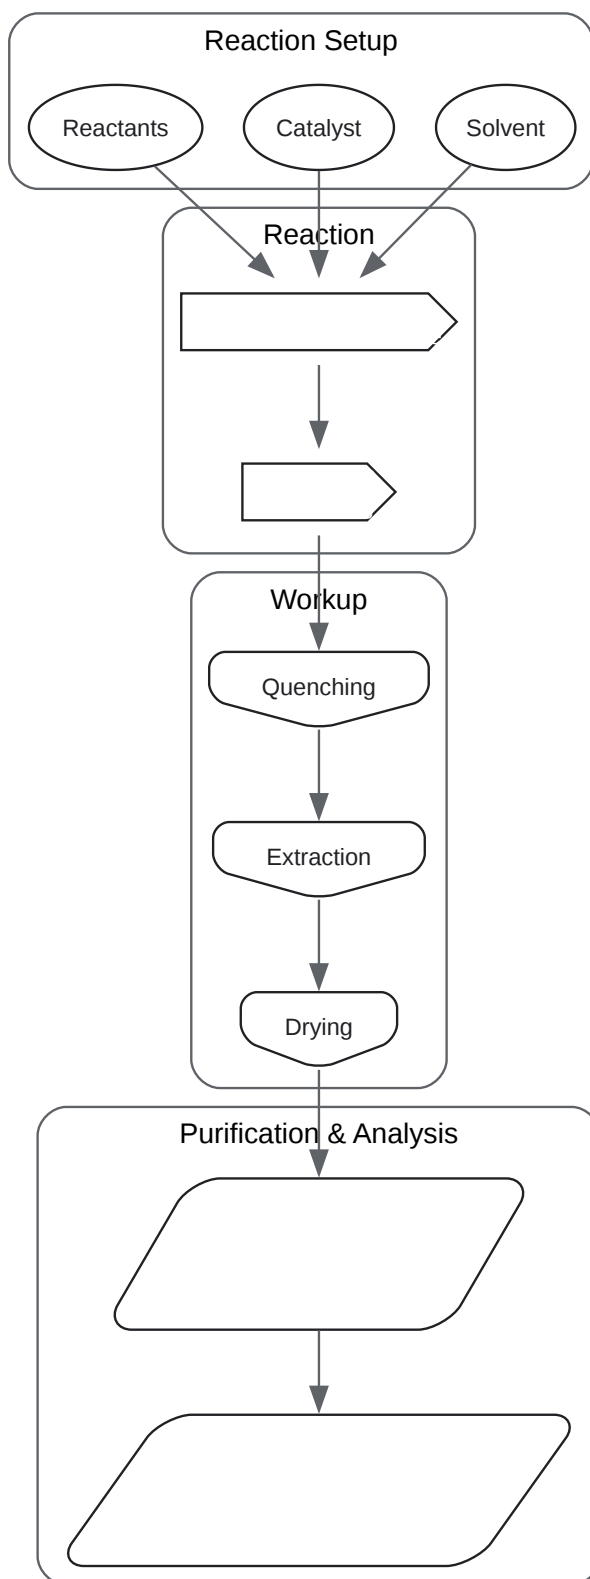 Reaction Setup
Reactants
Catalyst
Solvent
Reaction
Workup
Quenching
Extraction
Drying
Purification & Analysis